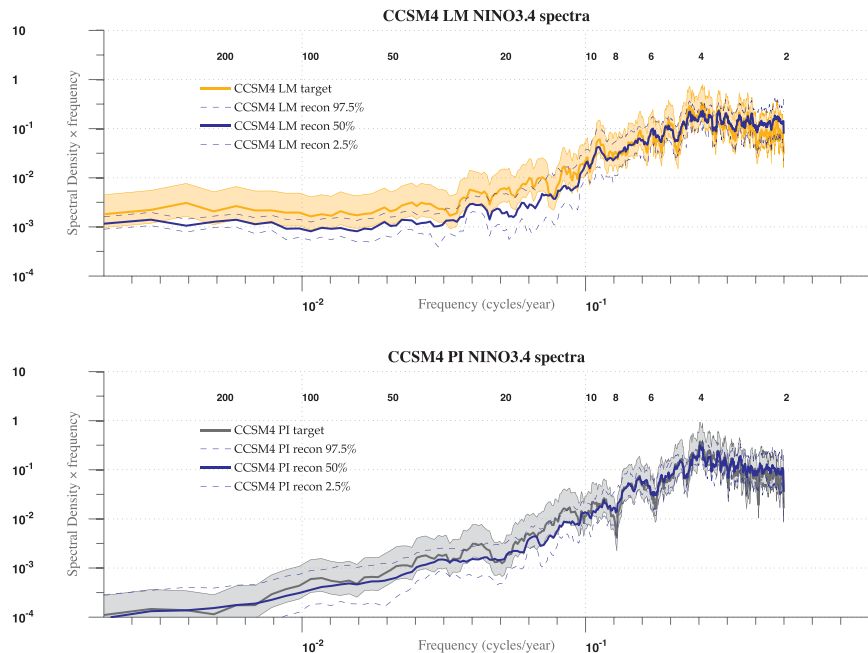 CCSM4 LM NINO3.4 spectra
10
200 100 50 20 10 8 6 4 2
1
CCSM4 LM target
CCSM4 LM recon 97.5%
10-1
CCSM4 LM recon 50%
CCSM4 LM recon 2.5%
Spectral Density × frequency
10-2
10-3
10-4
10-2 Frequency (cycles/year) 10-1
CCSM4 PI NINO3.4 spectra
10
200 100 50 20 10 8 6 4 2
1
CCSM4 PI target
CCSM4 PI recon 97.5%
10-1
CCSM4 PI recon 50%
CCSM4 PI recon 2.5%
Spectral Density × frequency
10-2
10-3
10-4
10-2 Frequency (cycles/year) 10-1